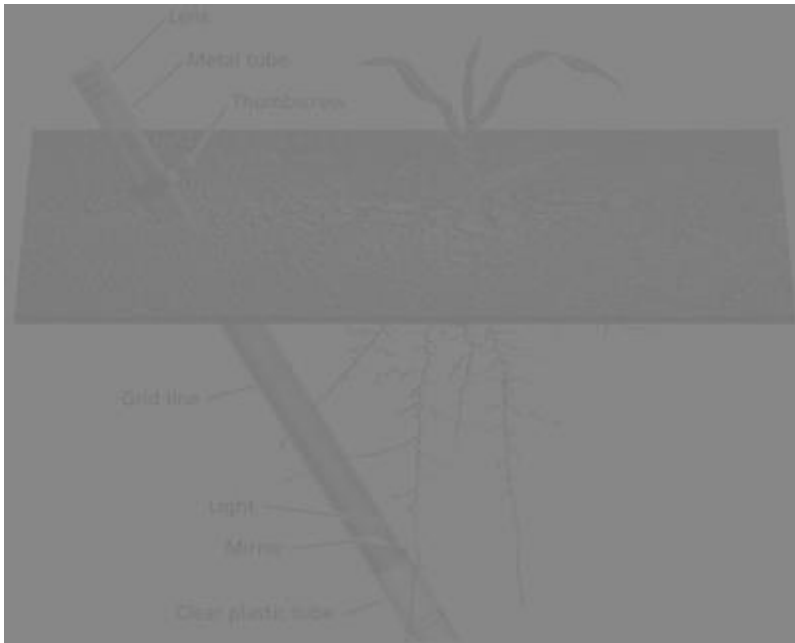 Lens
Metal tube
Thumbscrew
Grid line
Light
Mirror
Clear plastic tube